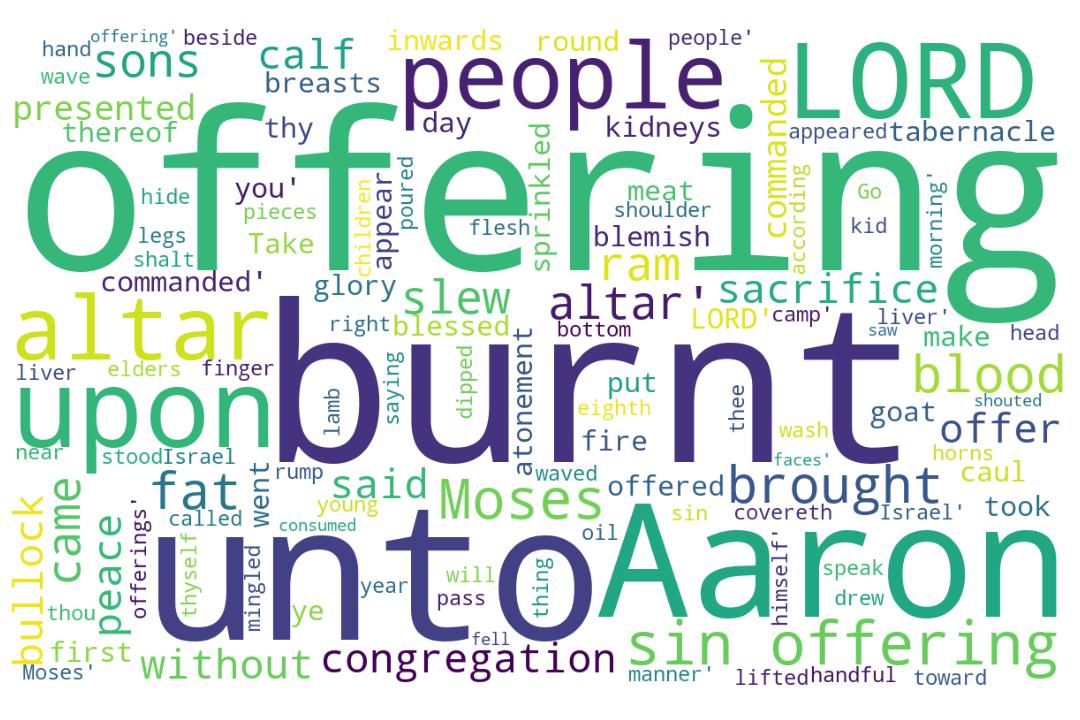 offering' beside people'
hand sons calf inwards round people LORD
wave breasts commanded
presented thy day kidneys appeared tabernacle
thereof
offering
hide you' poured sprinkled meat according Go morning'
pieces children appear flesh shoulder kid
legs Take blemish
shalt ram
commanded' glory slew altar' sacrifice
altar burnt right blessed bottom LORD' camp' liver' saw make head
liver elders finger saying dipped atonement put thee blood
upon lamb eighth goat shouted
fire wash offer
near stood Israel faces' horns
fat went rump said waved offered brought caul
bullock came offerings' called young Moses sin covereth Israel' took
consumed oil
peace thyself mingled unto Aaron
thou year will thing himself' speak
ye pass drew
first without fell sin offering
Moses' congregation manner' lifted handful toward